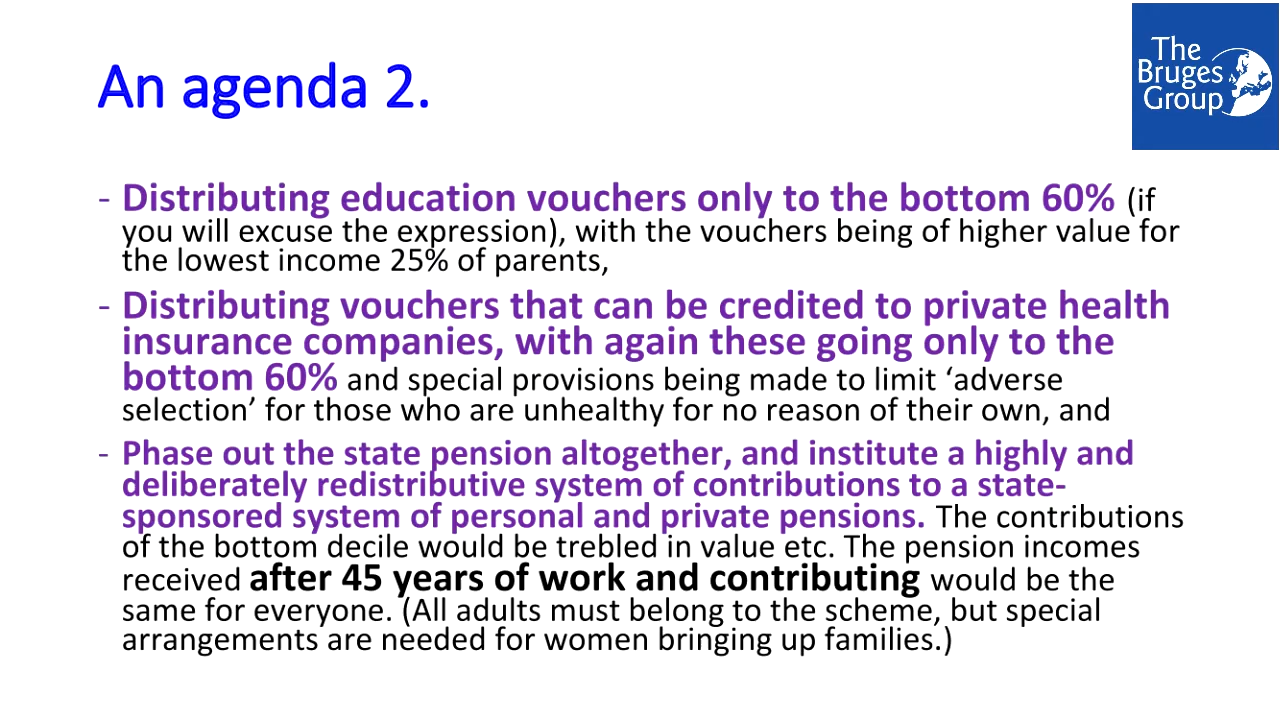 The
Bruges
Group
An agenda 2.
- Distributing education vouchers only to the bottom 60% (if
you will excuse the expression), with the vouchers being of higher value for
the lowest income 25% of parents,
- Distributing vouchers that can be credited to private health
insurance companies, with again these going only to the
bottom 60% and special provisions being made to limit ‘adverse
selection’ for those who are unhealthy for no reason of their own, and
- Phase out the state pension altogether, and institute a highly and
deliberately redistributive system of contributions to a state-
sponsored system of personal and private pensions. The contributions
of the bottom decile would be trebled in value etc. The pension incomes
received after 45 years of work and contributing would be the
same for everyone. (All adults must belong to the scheme, but special
arrangements are needed for women bringing up families.)